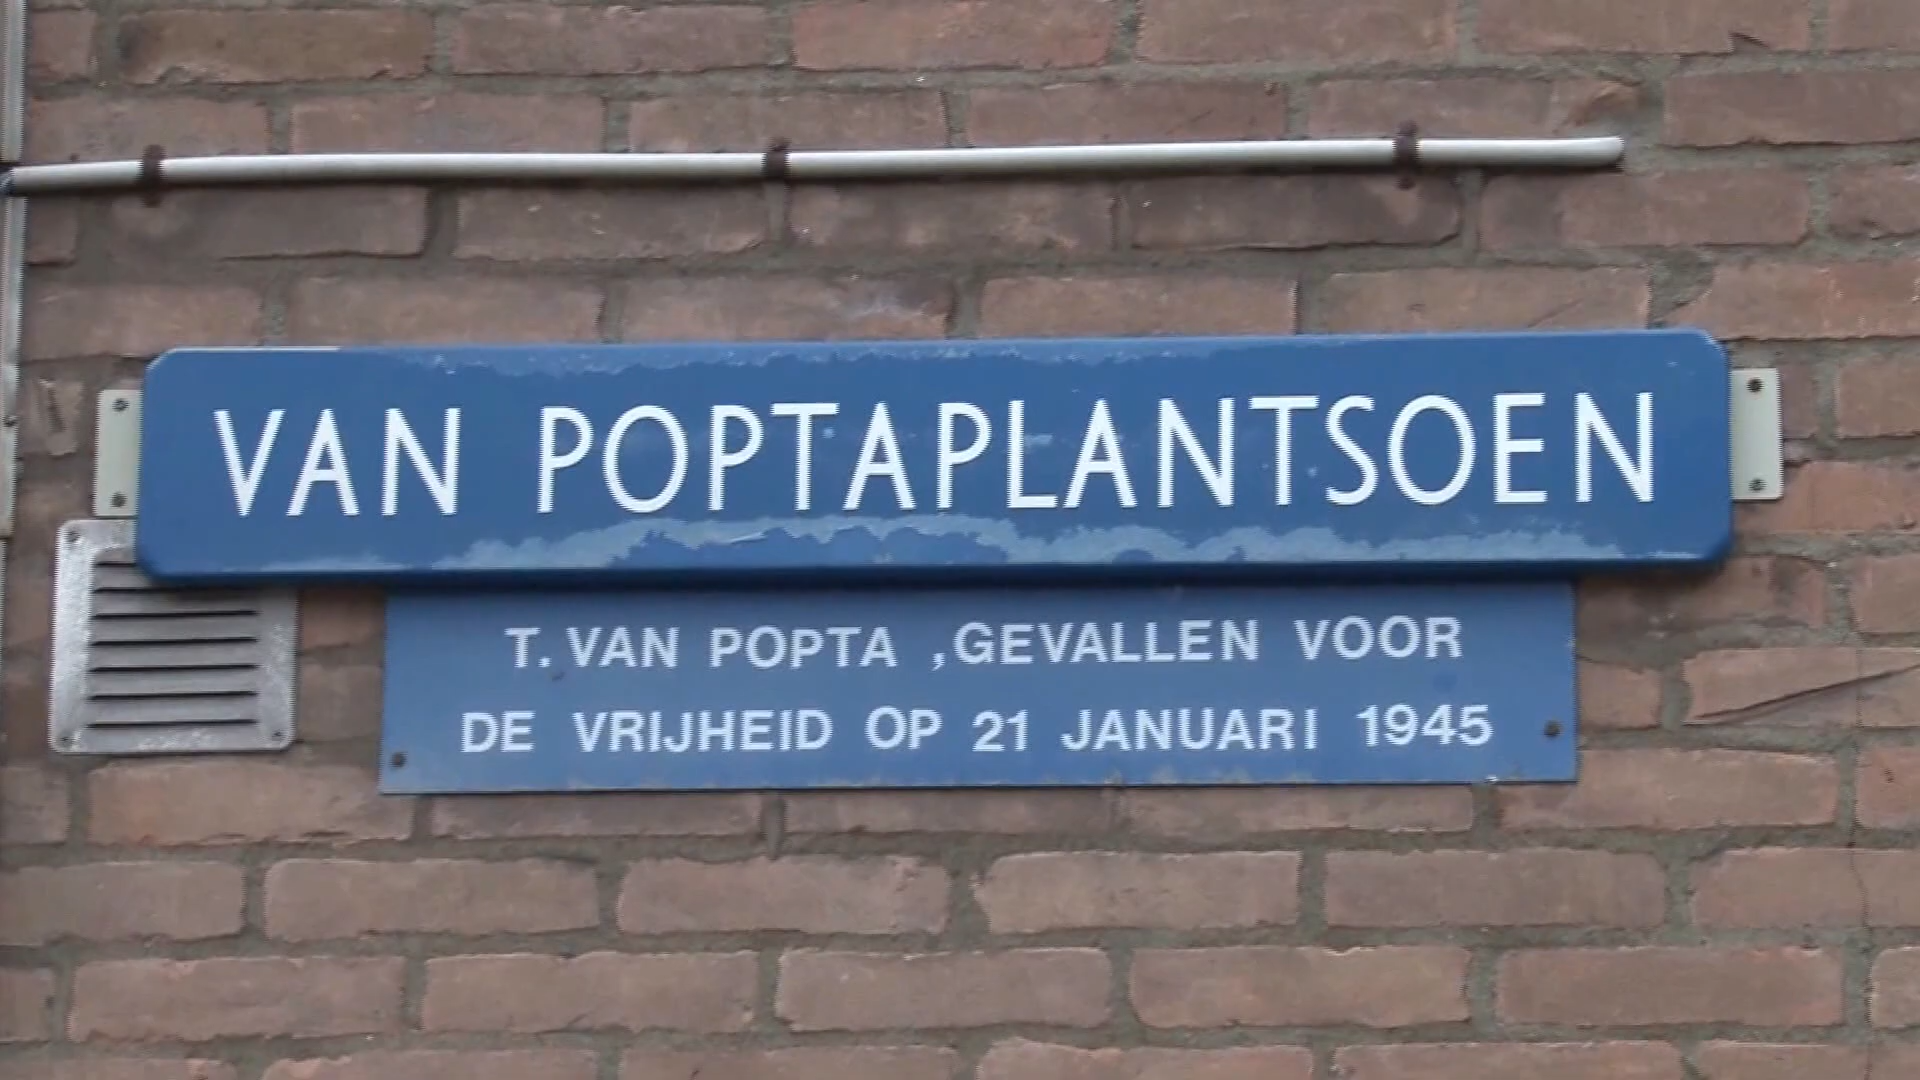 VAN POPTAPLANTSOEN
T. VAN POPTA ,GEVALLEN VOOR
DE VRIJHEID OP 21 JANUARI 1945